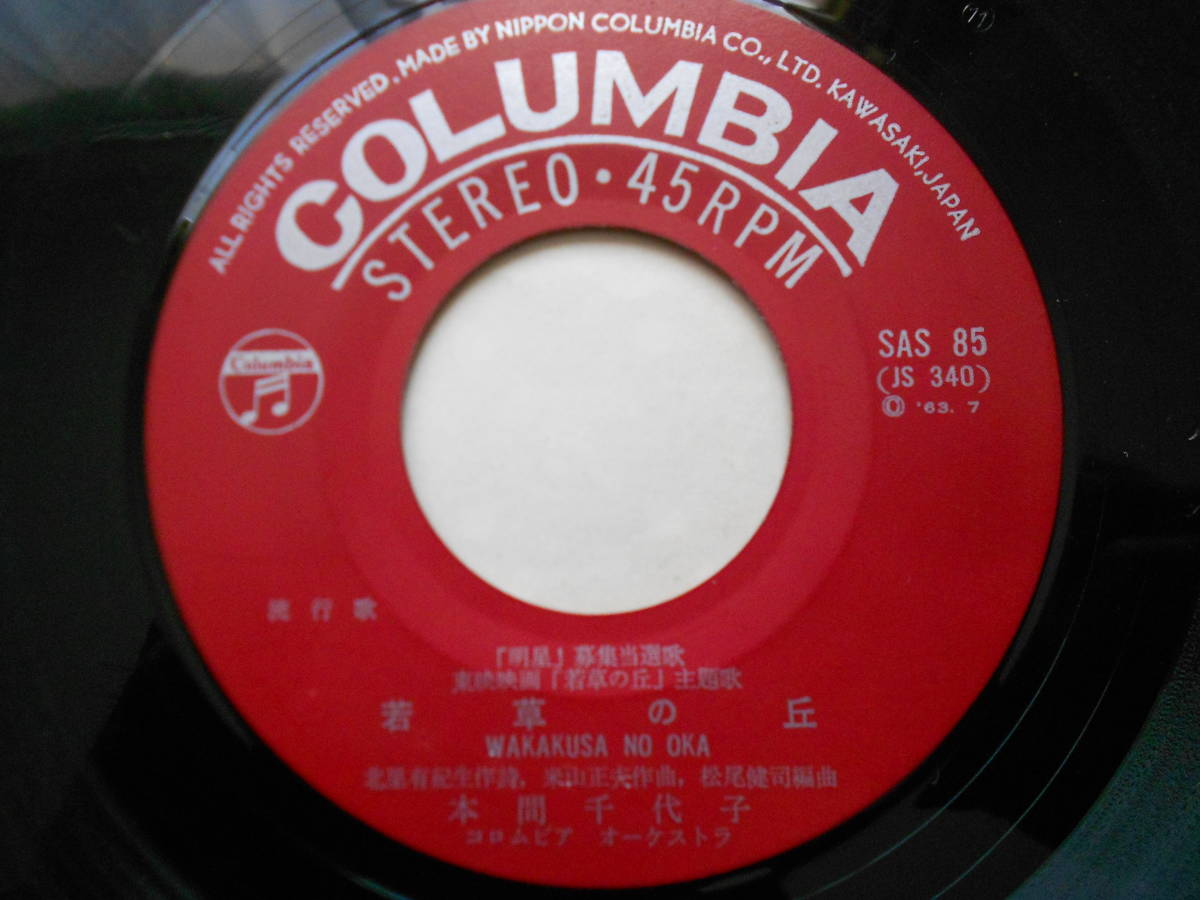 (11)
ALL RIGHTS RESERVED. MADE BY NIPPON COLUMBIA CO., LTD. KAWASAKI, JAPAN
COLUMBIA
STEREO・45RPM
Columbia
SAS 85
(JS 340)
Ⓟ '63. 7
流行歌
『明星』募集当選歌
東映映画「若草の丘」主題歌
若草の丘
WAKAKUSA NO OKA
北里有紀生作詩, 米山正夫作曲, 松尾健司編曲
本間千代子
コロムビア オーケストラ